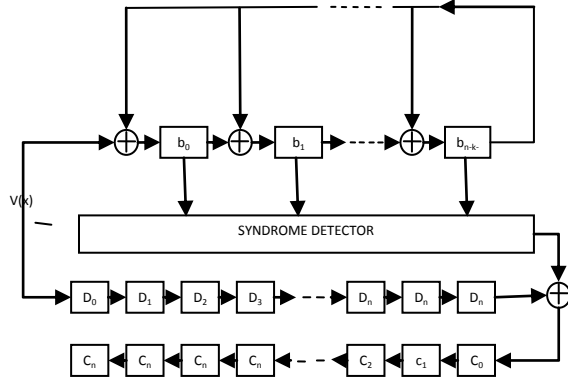 b₀ b₁ bₙ₋ₖ₋
V(x)
SYNDROME DETECTOR
D₀ D₁ D₂ D₃ Dₙ Dₙ Dₙ
Cₙ Cₙ Cₙ Cₙ C₂ c₁ C₀